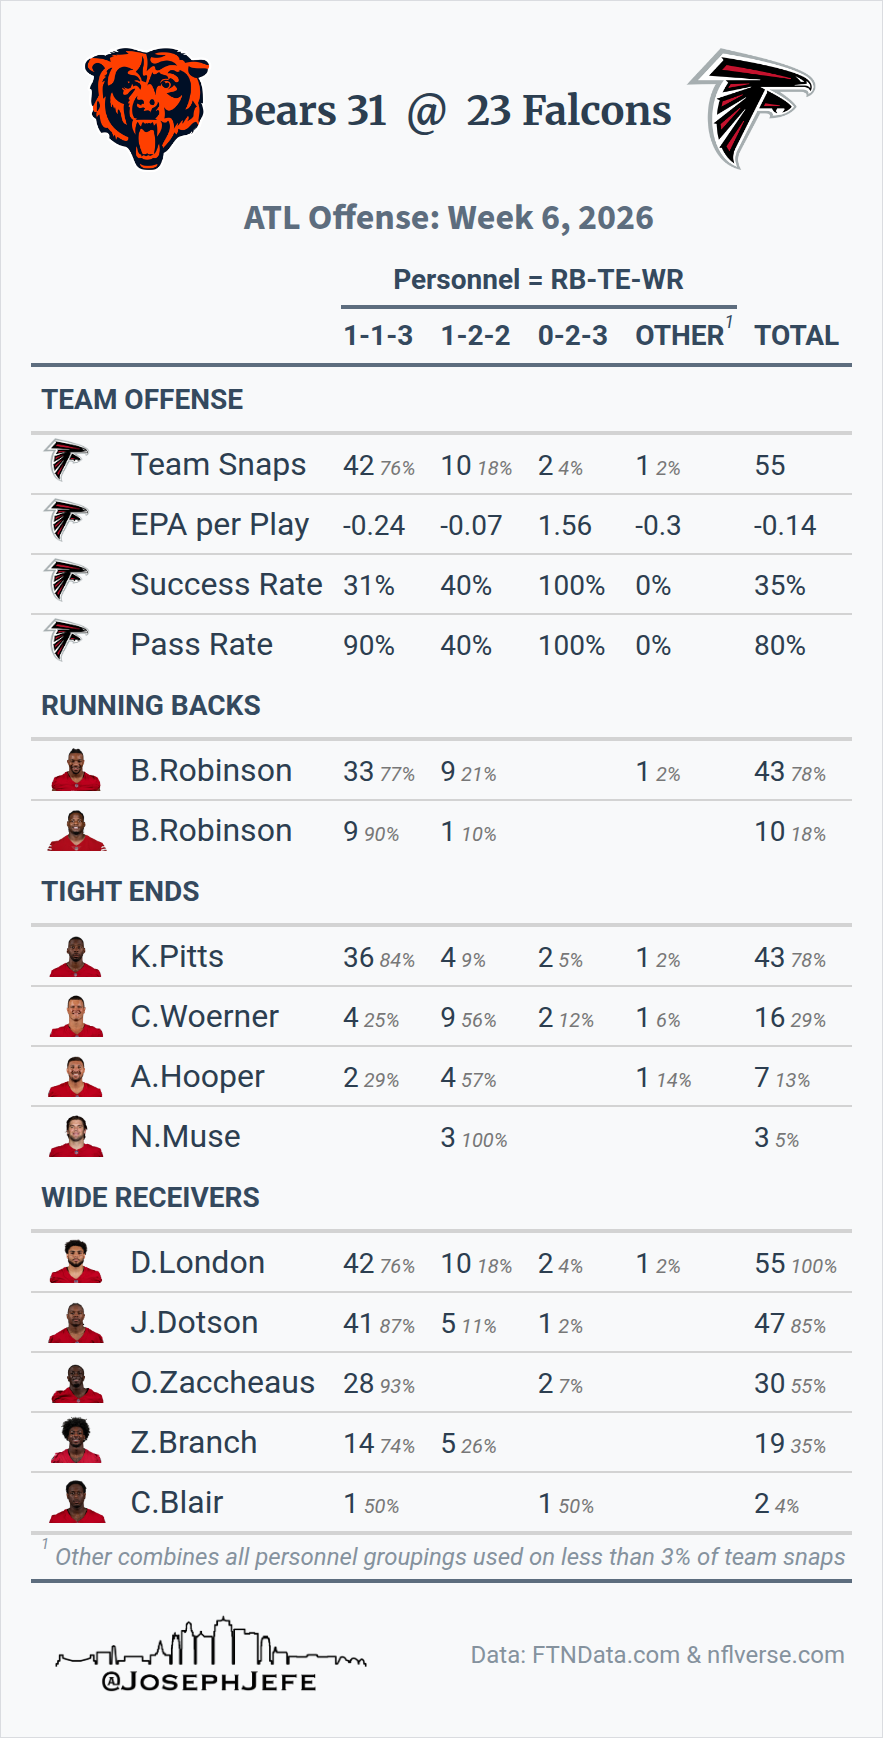 Bears 31 @ 23 Falcons
ATL Offense: Week 6, 2026
Personnel = RB-TE-WR
1-1-3 1-2-2 0-2-3 OTHER1 TOTAL
TEAM OFFENSE
Team Snaps 42 76% 10 18% 2 4% 1 2% 55
EPA per Play -0.24 -0.07 1.56 -0.3 -0.14
Success Rate 31% 40% 100% 0% 35%
Pass Rate 90% 40% 100% 0% 80%
RUNNING BACKS
B.Robinson 33 77% 9 21% 1 2% 43 78%
B.Robinson 9 90% 1 10% 10 18%
TIGHT ENDS
K.Pitts 36 84% 4 9% 2 5% 1 2% 43 78%
C.Woerner 4 25% 9 56% 2 12% 1 6% 16 29%
A.Hooper 2 29% 4 57% 1 14% 7 13%
N.Muse 3 100% 3 5%
WIDE RECEIVERS
D.London 42 76% 10 18% 2 4% 1 2% 55 100%
J.Dotson 41 87% 5 11% 1 2% 47 85%
O.Zaccheaus 28 93% 2 7% 30 55%
Z.Branch 14 74% 5 26% 19 35%
C.Blair 1 50% 1 50% 2 4%
1 Other combines all personnel groupings used on less than 3% of team snaps
@JosephJefe
Data: FTNData.com & nflverse.com